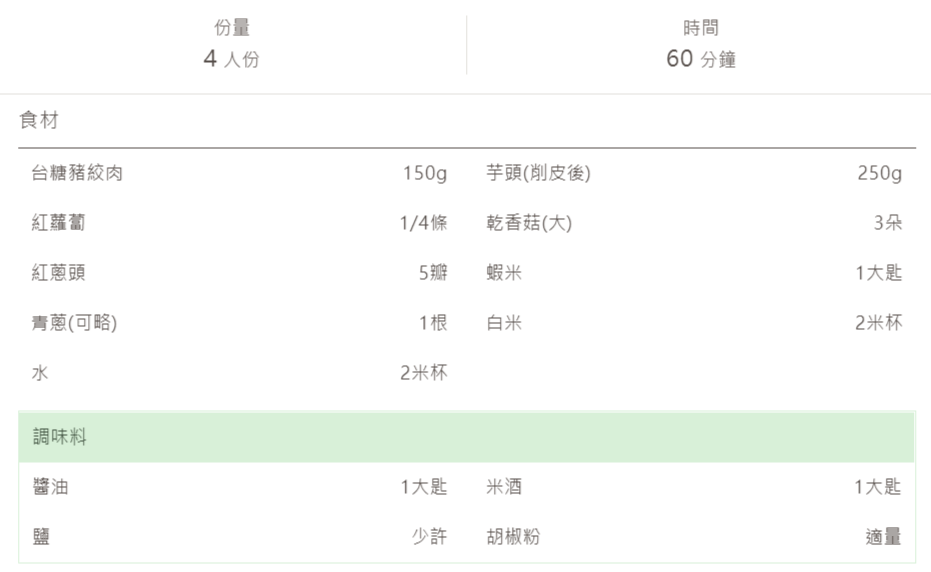 份量
4 人份
時間
60 分鐘
食材
台糖豬絞肉 150g
芋頭(削皮後) 250g
紅蘿蔔 1/4條
乾香菇(大) 3朵
紅蔥頭 5瓣
蝦米 1大匙
青蔥(可略) 1根
白米 2米杯
水 2米杯
調味料
醬油 1大匙
米酒 1大匙
鹽 少許
胡椒粉 適量